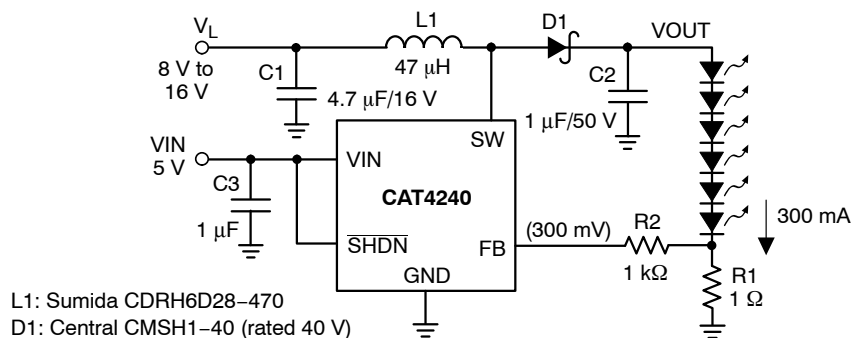 L1
D1
VL
VOUT
8 V to
16 V
C1
47 μH
C2
4.7 μF/16 V
1 μF/50 V
SW
VIN
5 V
VIN
C3
CAT4240
300 mA
1 μF
SHDN
FB
(300 mV)
R2
GND
1 kΩ
R1
1 Ω
L1: Sumida CDRH6D28−470
D1: Central CMSH1−40 (rated 40 V)